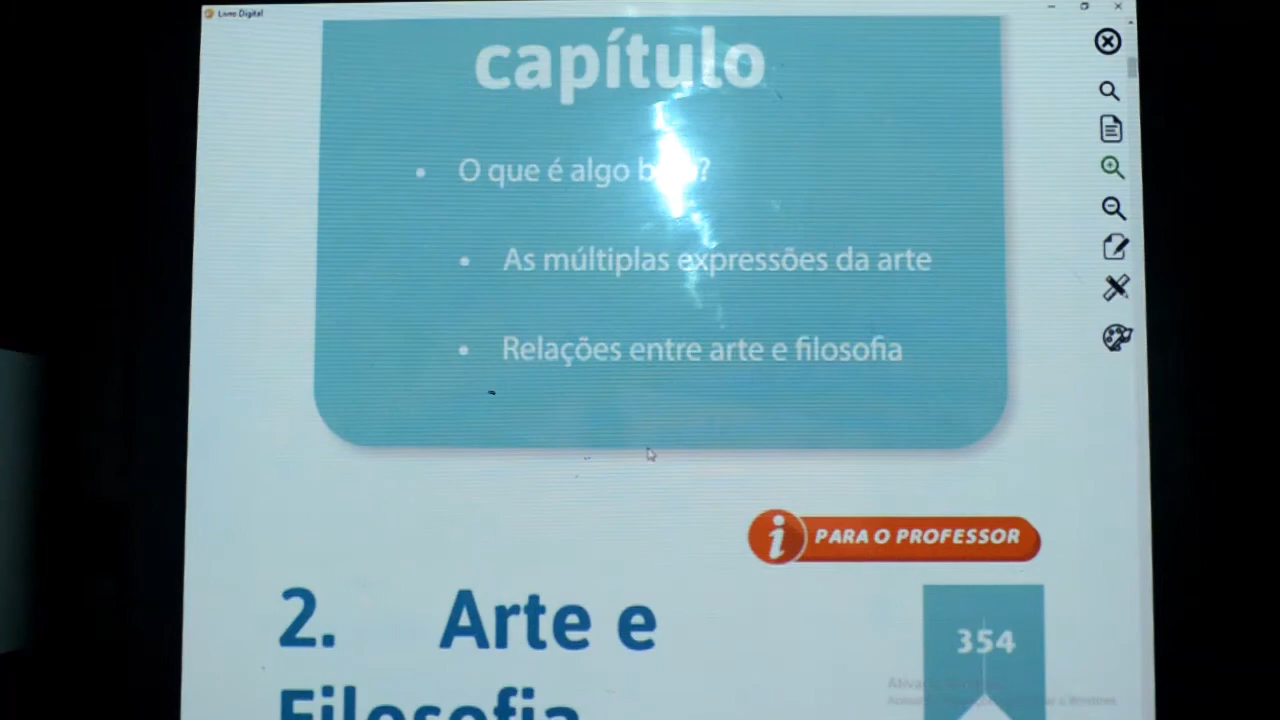 Livro Digital
capítulo
• O que é algo ?
• As múltiplas expressões da arte
• Relações entre arte e filosofia
i PARA O PROFESSOR
2. Arte e
354
Filosofia